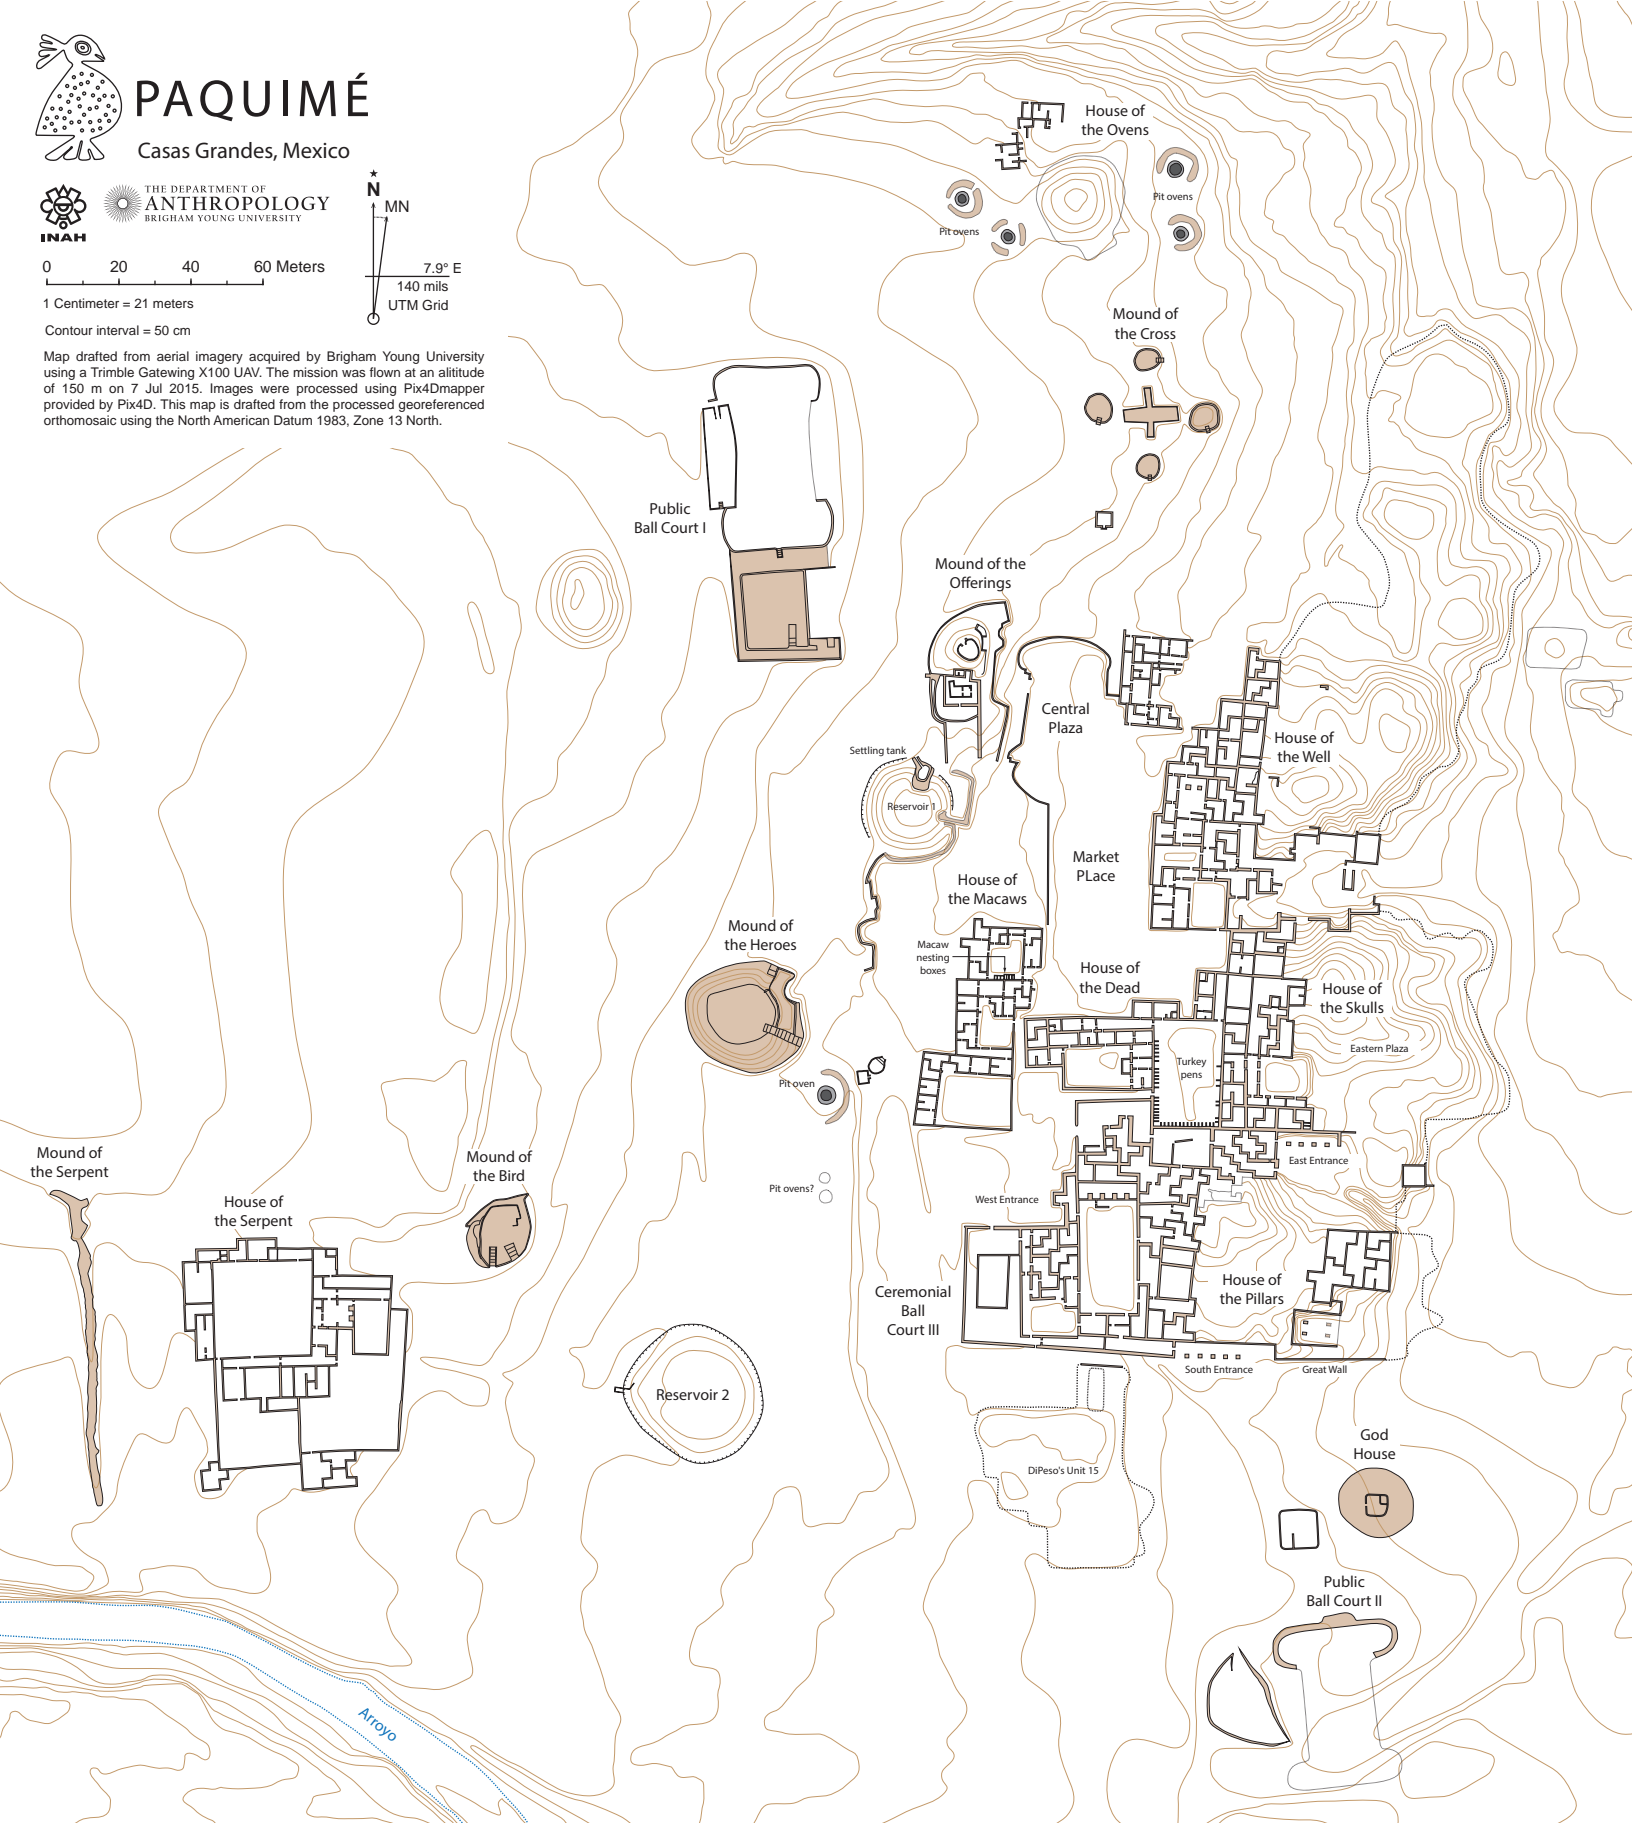 PAQUIMÉ
Casas Grandes, Mexico
INAH
THE DEPARTMENT OF
ANTHROPOLOGY
BRIGHAM YOUNG UNIVERSITY
N
MN
0 20 40 60 Meters
7.9° E
140 mils
UTM Grid
1 Centimeter = 21 meters
Contour interval = 50 cm
Map drafted from aerial imagery acquired by Brigham Young University
using a Trimble Gatewing X100 UAV. The mission was flown at an alitude
of 150 m on 7 Jul 2015. Images were processed using Pix4Dmapper
provided by Pix4D. This map is drafted from the processed georeferenced
orthomosaic using the North American Datum 1983, Zone 13 North.
House of
the Ovens
Pit ovens
Pit ovens
Mound of
the Cross
Public
Ball Court I
Mound of the
Offerings
Central
Plaza
House of
the Well
Settling tank
Reservoir 1
Market
PLace
House of
the Macaws
Mound of
the Heroes
Macaw
nesting
boxes
House of
the Dead
House of
the Skulls
Eastern Plaza
Turkey
pens
Pit oven
Mound of
the Serpent
Mound of
the Bird
East Entrance
Pit ovens?
West Entrance
House of
the Serpent
Ceremonial
Ball
Court III
House of
the Pillars
South Entrance
Great Wall
Reservoir 2
God
House
DiPeso's Unit 15
Public
Ball Court II
Arroyo